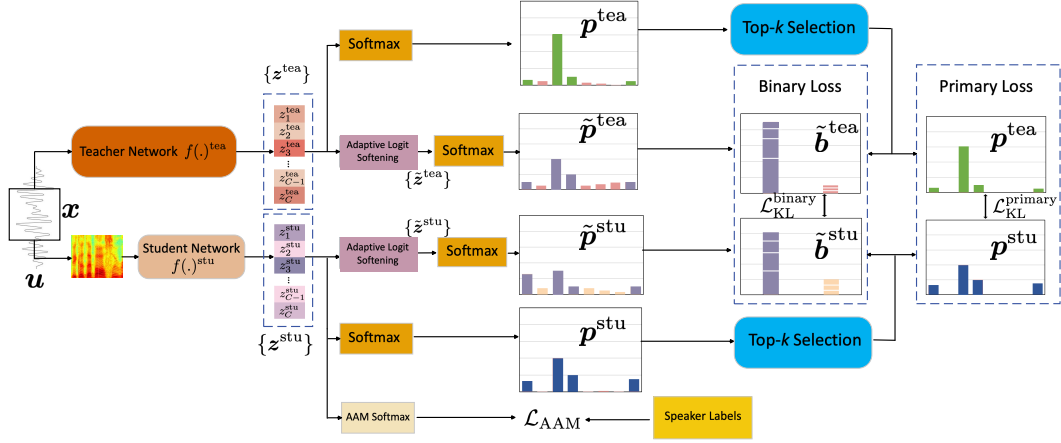 Softmax
p^tea
Top-k Selection
{z^tea}
Binary Loss
Primary Loss
z_1^tea
z_2^tea
z_3^tea
⋮
z_{C-1}^tea
z_C^tea
Teacher Network f(.)^tea
Adaptive Logit
Softening
{z̃^tea}
Softmax
p̃^tea
b̃^tea
p^tea
x
u
L_KL^binary
L_KL^primary
Student Network
f(.)^stu
z_1^stu
z_2^stu
z_3^stu
⋮
z_{C-1}^stu
z_C^stu
{z^stu}
{z̃^stu}
Adaptive Logit
Softening
Softmax
p̃^stu
b̃^stu
p^stu
Softmax
p^stu
Top-k Selection
AAM Softmax
L_AAM
Speaker Labels